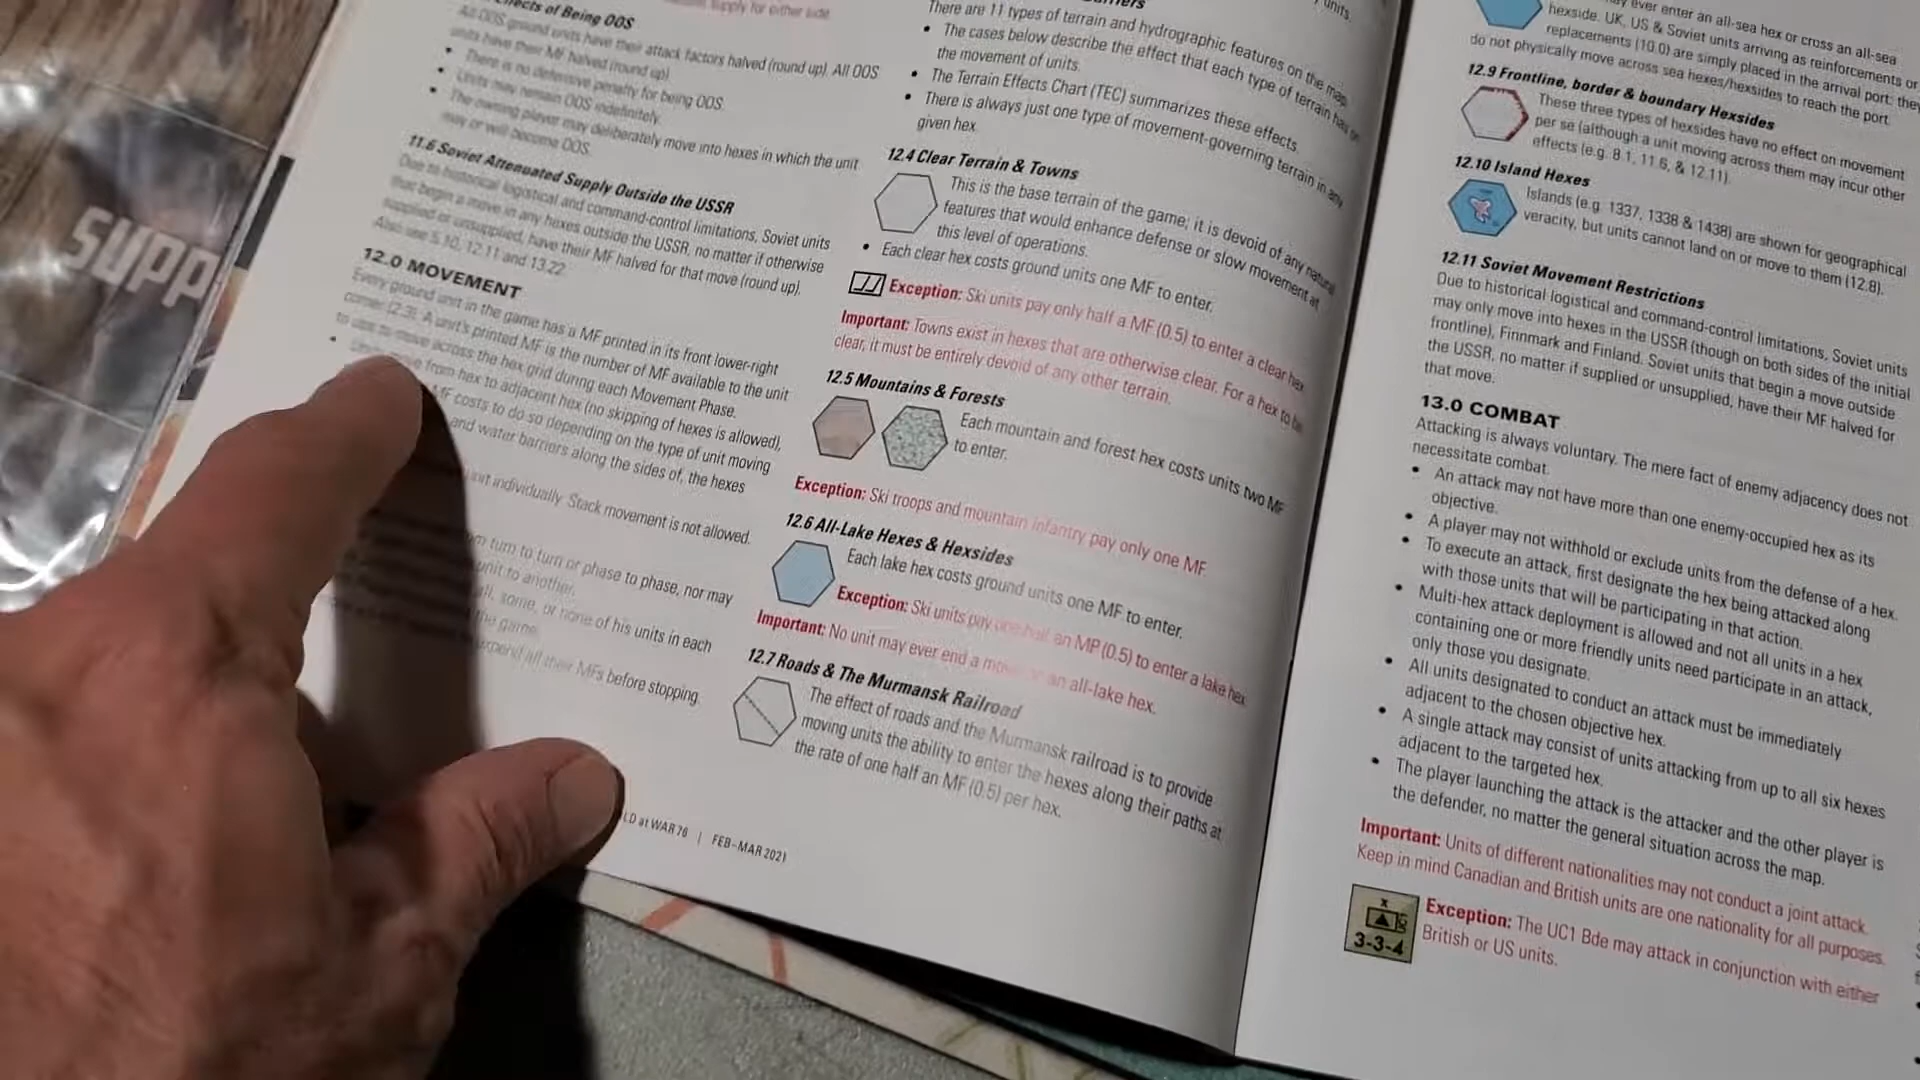 SUPP
supply for either side.
Effects of Being OOS
All OOS ground units have their attack factors halved (round up). All OOS
units have their MF halved (round up).
• There is no defensive penalty for being OOS.
• Units may remain OOS indefinitely.
• The owning player may deliberately move into hexes in which the unit
may or will become OOS.
11.6 Soviet Attenuated Supply Outside the USSR
Due to historical logistical and command-control limitations, Soviet units
that begin a move in any hexes outside the USSR, no matter if otherwise
supplied or unsupplied, have their MF halved for that move (round up).
Also see 5.10, 12.11 and 13.22
12.0 MOVEMENT
Every ground unit in the game has a MF printed in its front lower-right
corner (2.3). A unit's printed MF is the number of MF available to the unit
to use to move across the hex grid during each Movement Phase.
• from hex to adjacent hex (no skipping of hexes is allowed),
MF costs to do so depending on the type of unit moving
and water barriers along the sides of, the hexes
unit individually. Stack movement is not allowed.
turn to turn or phase to phase, nor may
unit to another.
all, some, or none of his units in each
the game.
expend all their MFs before stopping.
LD at WAR 76 | FEB–MAR 2021
There are 11 types of terrain and hydrographic features on the map.
• The cases below describe the effect that each type of terrain has on
the movement of units.
• The Terrain Effects Chart (TEC) summarizes these effects.
• There is always just one type of movement-governing terrain in any
given hex.
12.4 Clear Terrain & Towns
This is the base terrain of the game; it is devoid of any natural
features that would enhance defense or slow movement at
this level of operations.
• Each clear hex costs ground units one MF to enter.
Exception: Ski units pay only half a MF (0.5) to enter a clear hex.
Important: Towns exist in hexes that are otherwise clear. For a hex to be
clear, it must be entirely devoid of any other terrain.
12.5 Mountains & Forests
Each mountain and forest hex costs units two MF
to enter.
Exception: Ski troops and mountain infantry pay only one MF.
12.6 All-Lake Hexes & Hexsides
Each lake hex costs ground units one MF to enter.
Exception: Ski units pay one half an MP (0.5) to enter a lake hex.
Important: No unit may ever end a move on an all-lake hex.
12.7 Roads & The Murmansk Railroad
The effect of roads and the Murmansk railroad is to provide
moving units the ability to enter the hexes along their paths at
the rate of one half an MF (0.5) per hex.
units.
may ever enter an all-sea hex or cross an all-sea
hexside. UK, US & Soviet units arriving as reinforcements or
replacements (10.0) are simply placed in the arrival port; they
do not physically move across sea hexes/hexsides to reach the port.
12.9 Frontline, border & boundary Hexsides
These three types of hexsides have no effect on movement
per se (although a unit moving across them may incur other
effects (e.g. 8.1, 11.6, & 12.11).
12.10 Island Hexes
Islands (e.g. 1337, 1338 & 1438) are shown for geographical
veracity, but units cannot land on or move to them (12.8).
12.11 Soviet Movement Restrictions
Due to historical logistical and command-control limitations, Soviet units
may only move into hexes in the USSR (though on both sides of the initial
frontline), Finnmark and Finland. Soviet units that begin a move outside
the USSR, no matter if supplied or unsupplied, have their MF halved for
that move.
13.0 COMBAT
Attacking is always voluntary. The mere fact of enemy adjacency does not
necessitate combat.
• An attack may not have more than one enemy-occupied hex as its
objective.
• A player may not withhold or exclude units from the defense of a hex.
• To execute an attack, first designate the hex being attacked along
with those units that will be participating in that action.
• Multi-hex attack deployment is allowed and not all units in a hex
containing one or more friendly units need participate in an attack,
only those you designate.
• All units designated to conduct an attack must be immediately
adjacent to the chosen objective hex.
• A single attack may consist of units attacking from up to all six hexes
adjacent to the targeted hex.
• The player launching the attack is the attacker and the other player is
the defender, no matter the general situation across the map.
Important: Units of different nationalities may not conduct a joint attack.
Keep in mind Canadian and British units are one nationality for all purposes.
X
3-3-4
Exception: The UC1 Bde may attack in conjunction with either
British or US units.